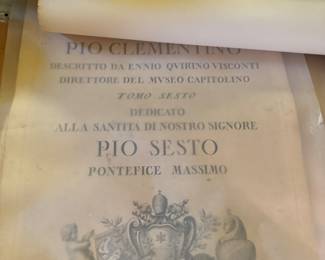 PIO CLEMENTINO
DESCRITTO DA ENNIO QVIRINO VISCONTI
DIRETTORE DEL MVSEO CAPITOLINO
TOMO SESTO
DEDICATO
ALLA SANTITA DI NOSTRO SIGNORE
PIO SESTO
PONTEFICE MASSIMO